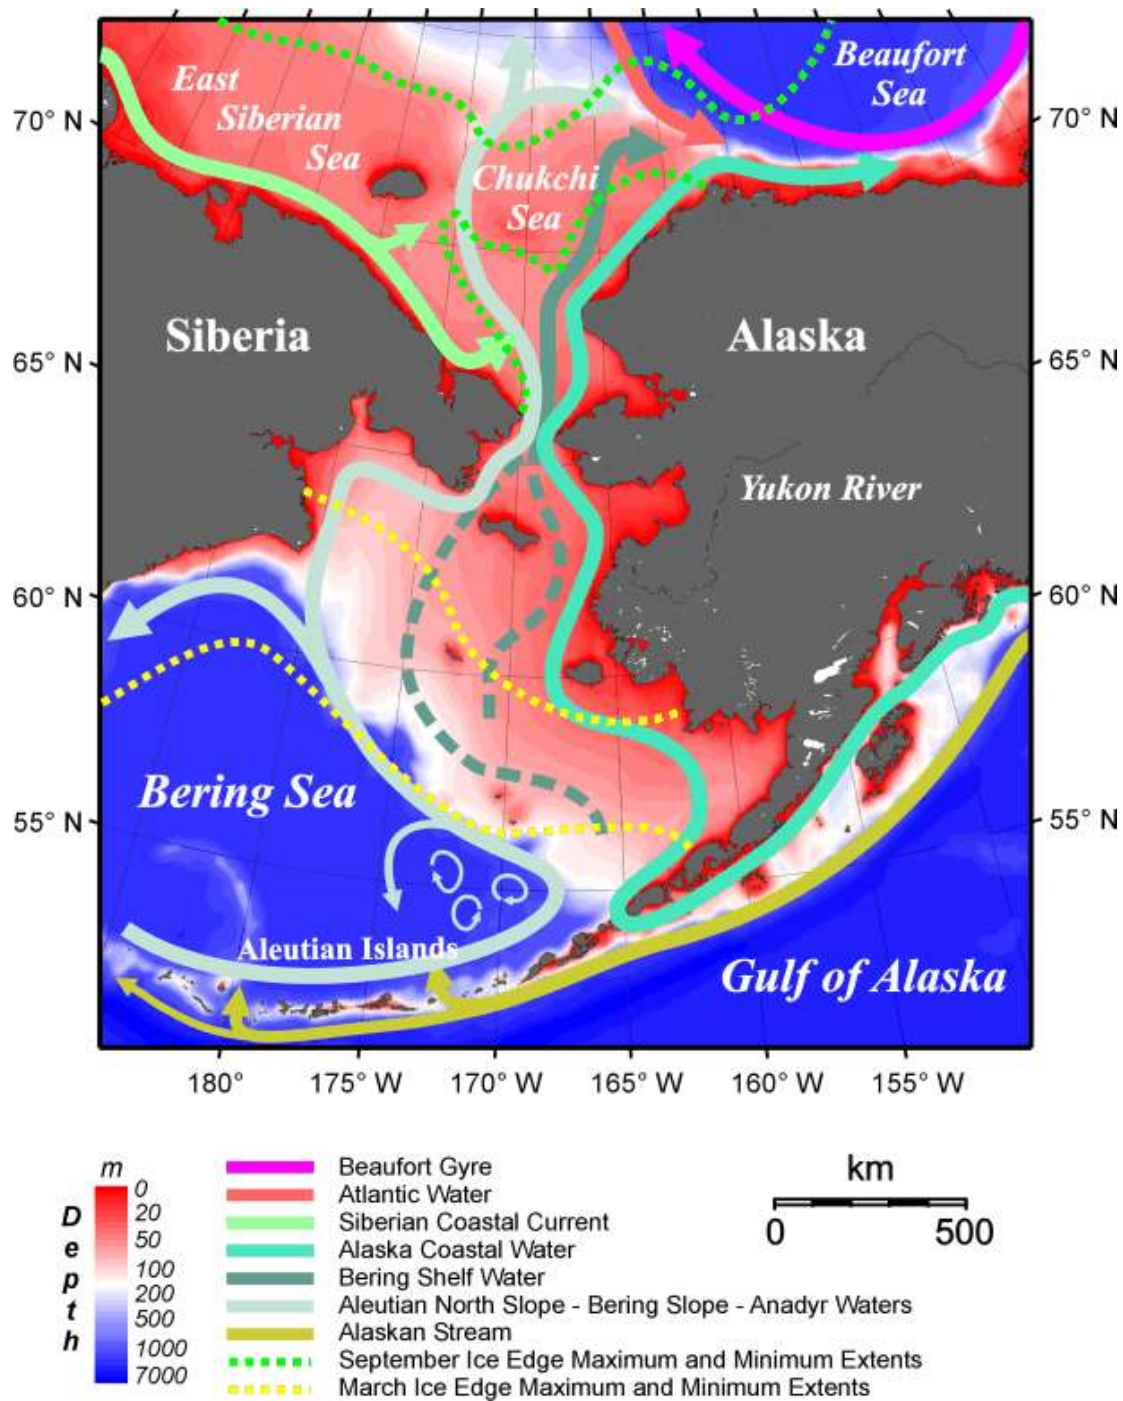 East
Siberian
Sea
Beaufort
Sea
70° N
70° N
Chukchi
Sea
Siberia
Alaska
65° N
65° N
Yukon River
60° N
60° N
Bering Sea
55° N
55° N
Aleutian Islands
Gulf of Alaska
180°
175° W
170° W
165° W
160° W
155° W
m
Depth
0
20
50
100
200
500
1000
7000
Beaufort Gyre
Atlantic Water
Siberian Coastal Current
Alaska Coastal Water
Bering Shelf Water
Aleutian North Slope - Bering Slope - Anadyr Waters
Alaskan Stream
September Ice Edge Maximum and Minimum Extents
March Ice Edge Maximum and Minimum Extents
km
0 500